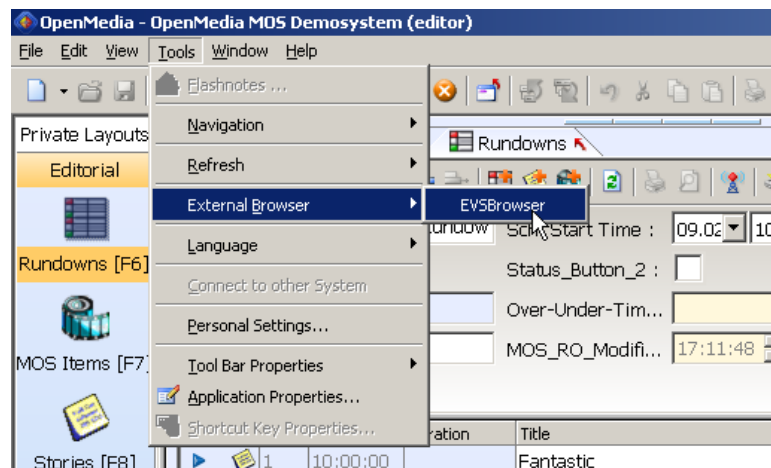 OpenMedia - OpenMedia MOS Demosystem (editor)
File Edit View Tools Window Help
Flashnotes ...
Private Layouts
Navigation
Rundowns
Editorial
Refresh
External Browser
EVSBrowser
Start Time : 09.02 10
Rundowns [F6]
Language
Status_Button_2 :
Connect to other System
Over-Under-Tim...
Personal Settings...
MOS Items [F7]
MOS_RO_Modifi... 17:11:48
Tool Bar Properties
Application Properties...
Shortcut Key Properties...
Title
Stories [F8]
1 10:00:00 Fantastic